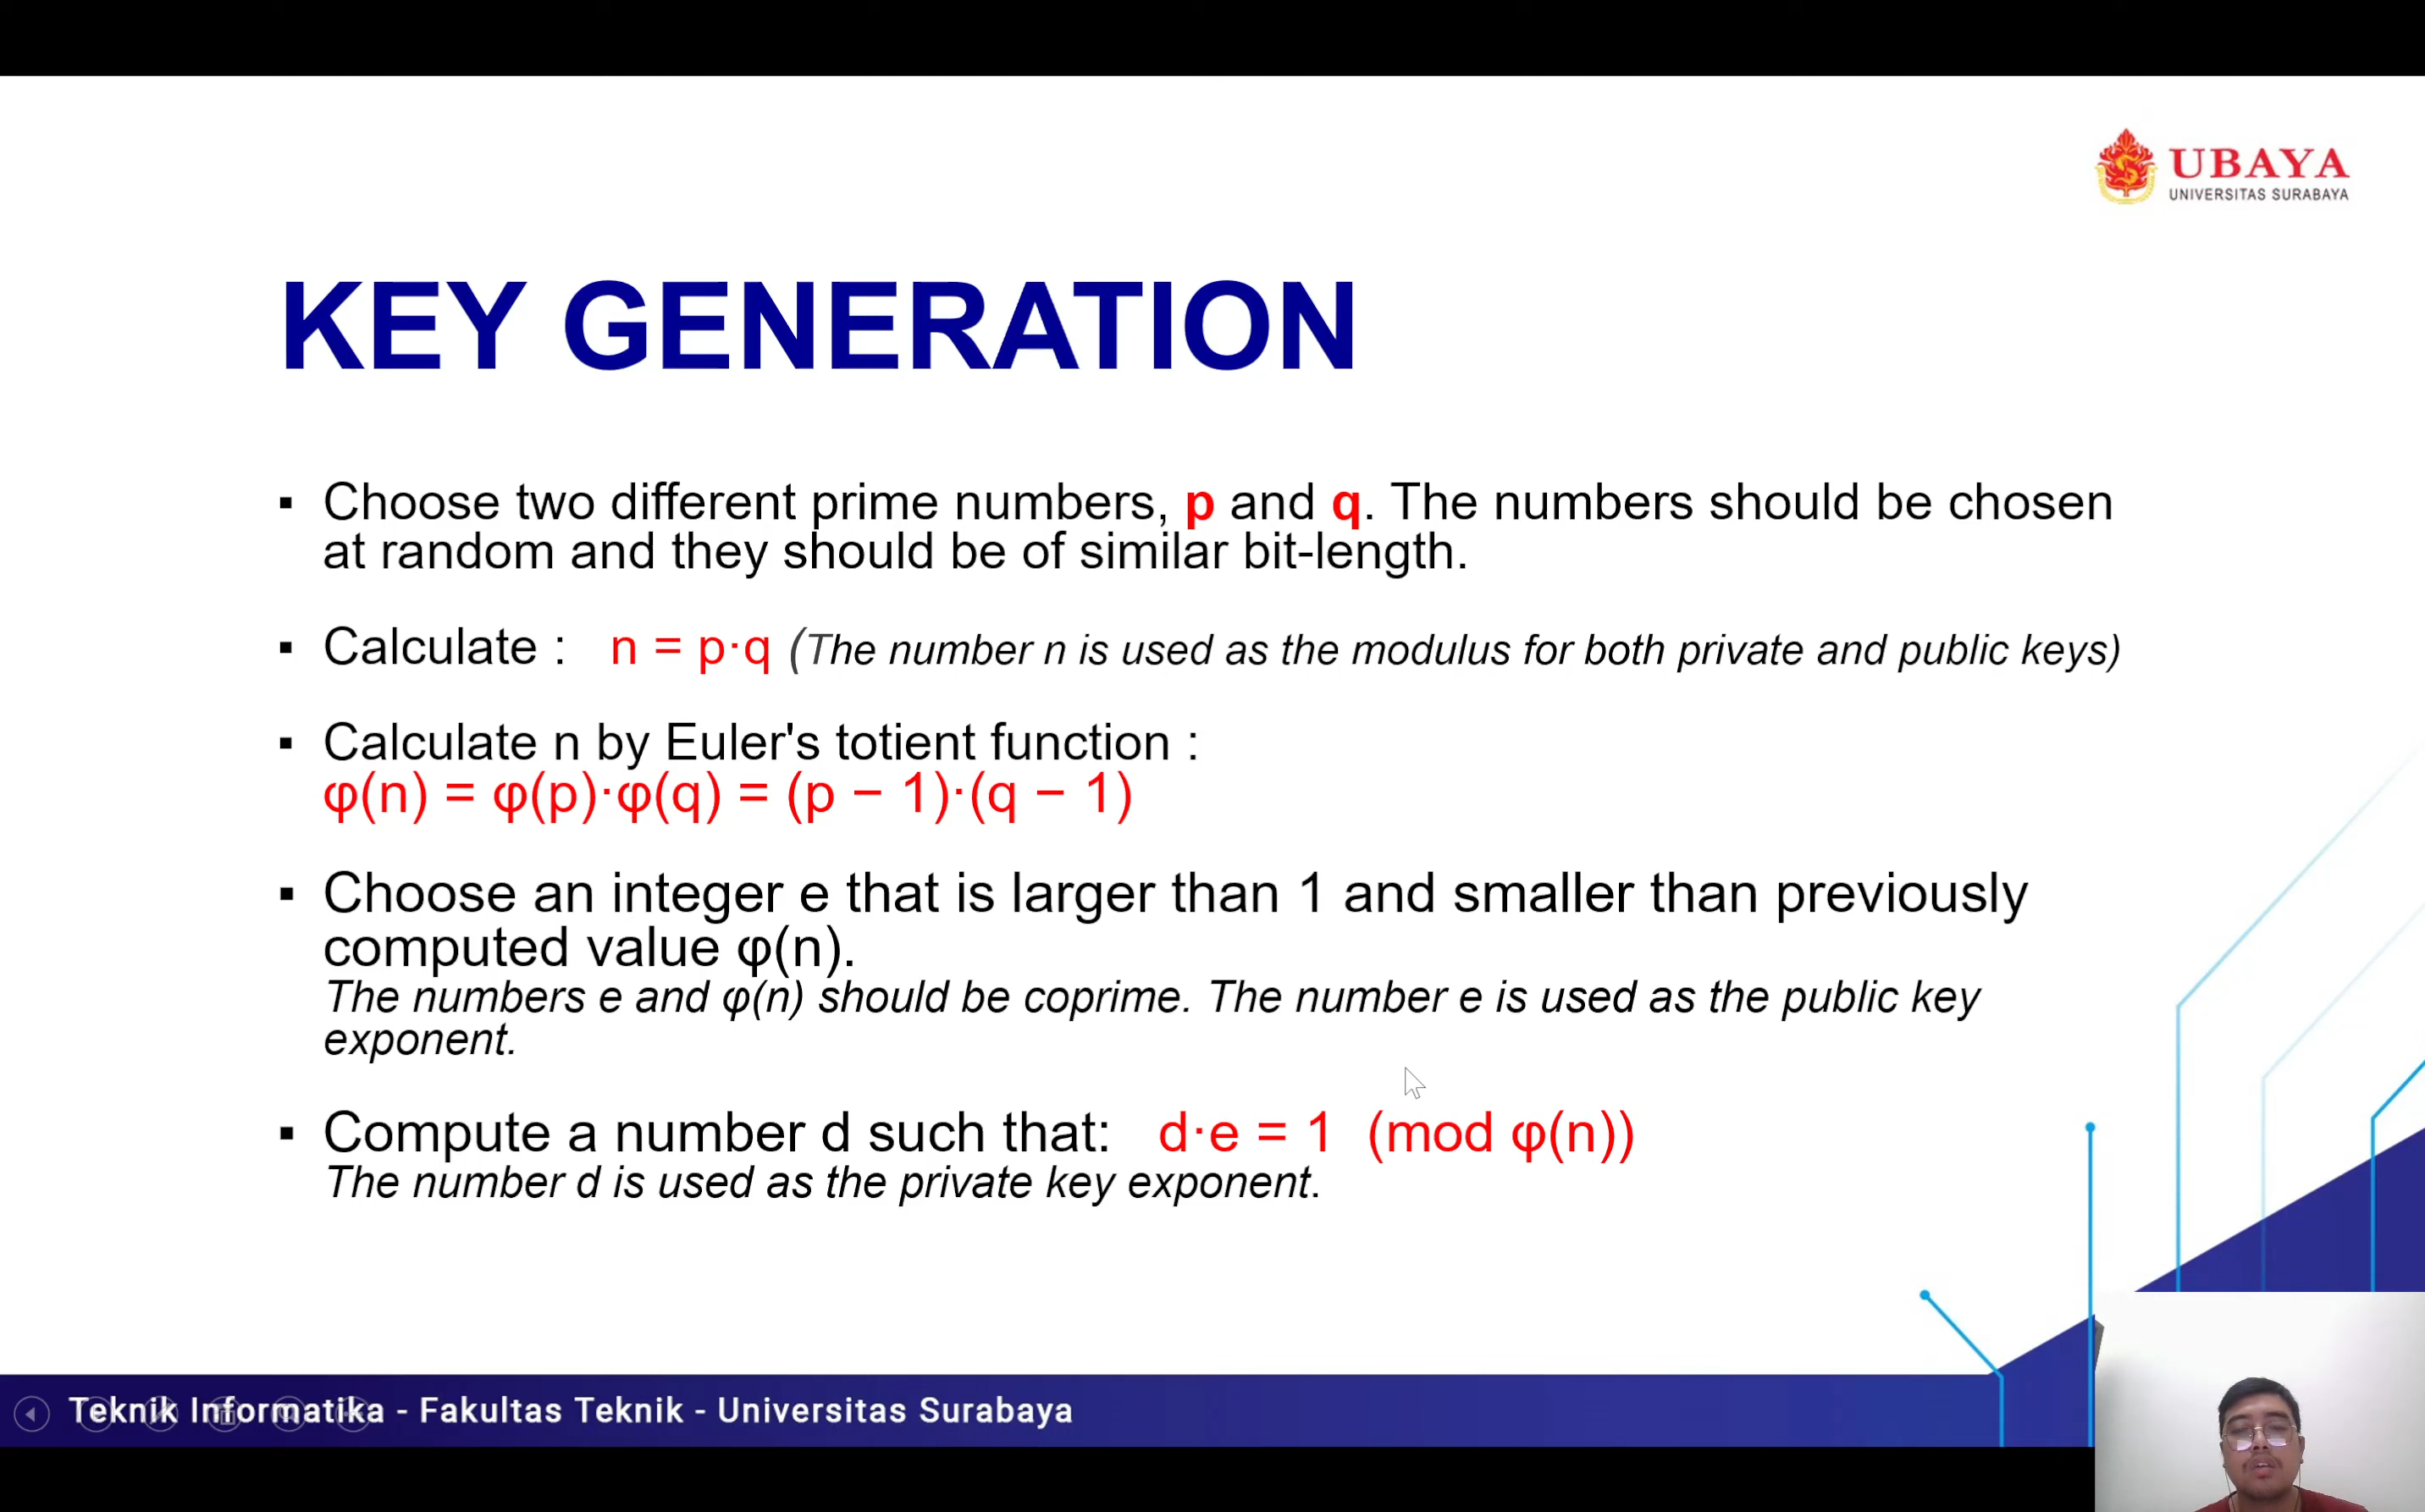 UBAYA
UNIVERSITAS SURABAYA
KEY GENERATION
▪ Choose two different prime numbers, p and q. The numbers should be chosen
at random and they should be of similar bit-length.
▪ Calculate : n = p·q (The number n is used as the modulus for both private and public keys)
▪ Calculate n by Euler's totient function :
φ(n) = φ(p)·φ(q) = (p − 1)·(q − 1)
▪ Choose an integer e that is larger than 1 and smaller than previously
computed value φ(n).
The numbers e and φ(n) should be coprime. The number e is used as the public key
exponent.
▪ Compute a number d such that: d·e = 1 (mod φ(n))
The number d is used as the private key exponent.
Teknik Informatika - Fakultas Teknik - Universitas Surabaya